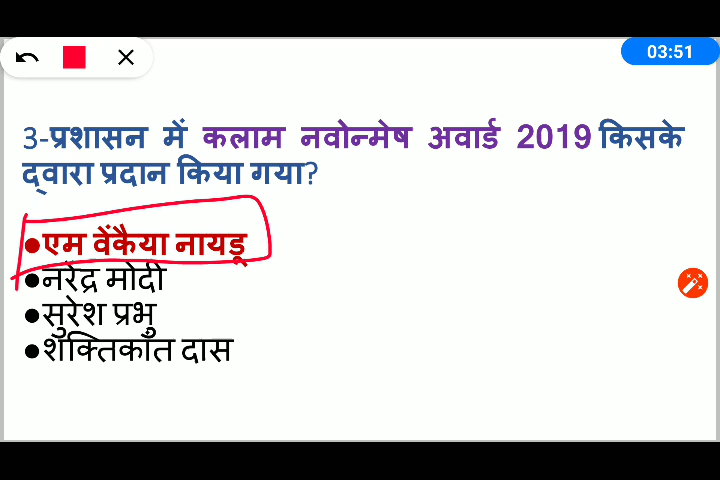 03:51
3-प्रशासन में कलाम नवोन्मेष अवार्ड 2019 किसके
द्वारा प्रदान किया गया?
●एम वेंकैया नायडू
●नरेंद्र मोदी
●सुरेश प्रभु
●शक्तिकांत दास